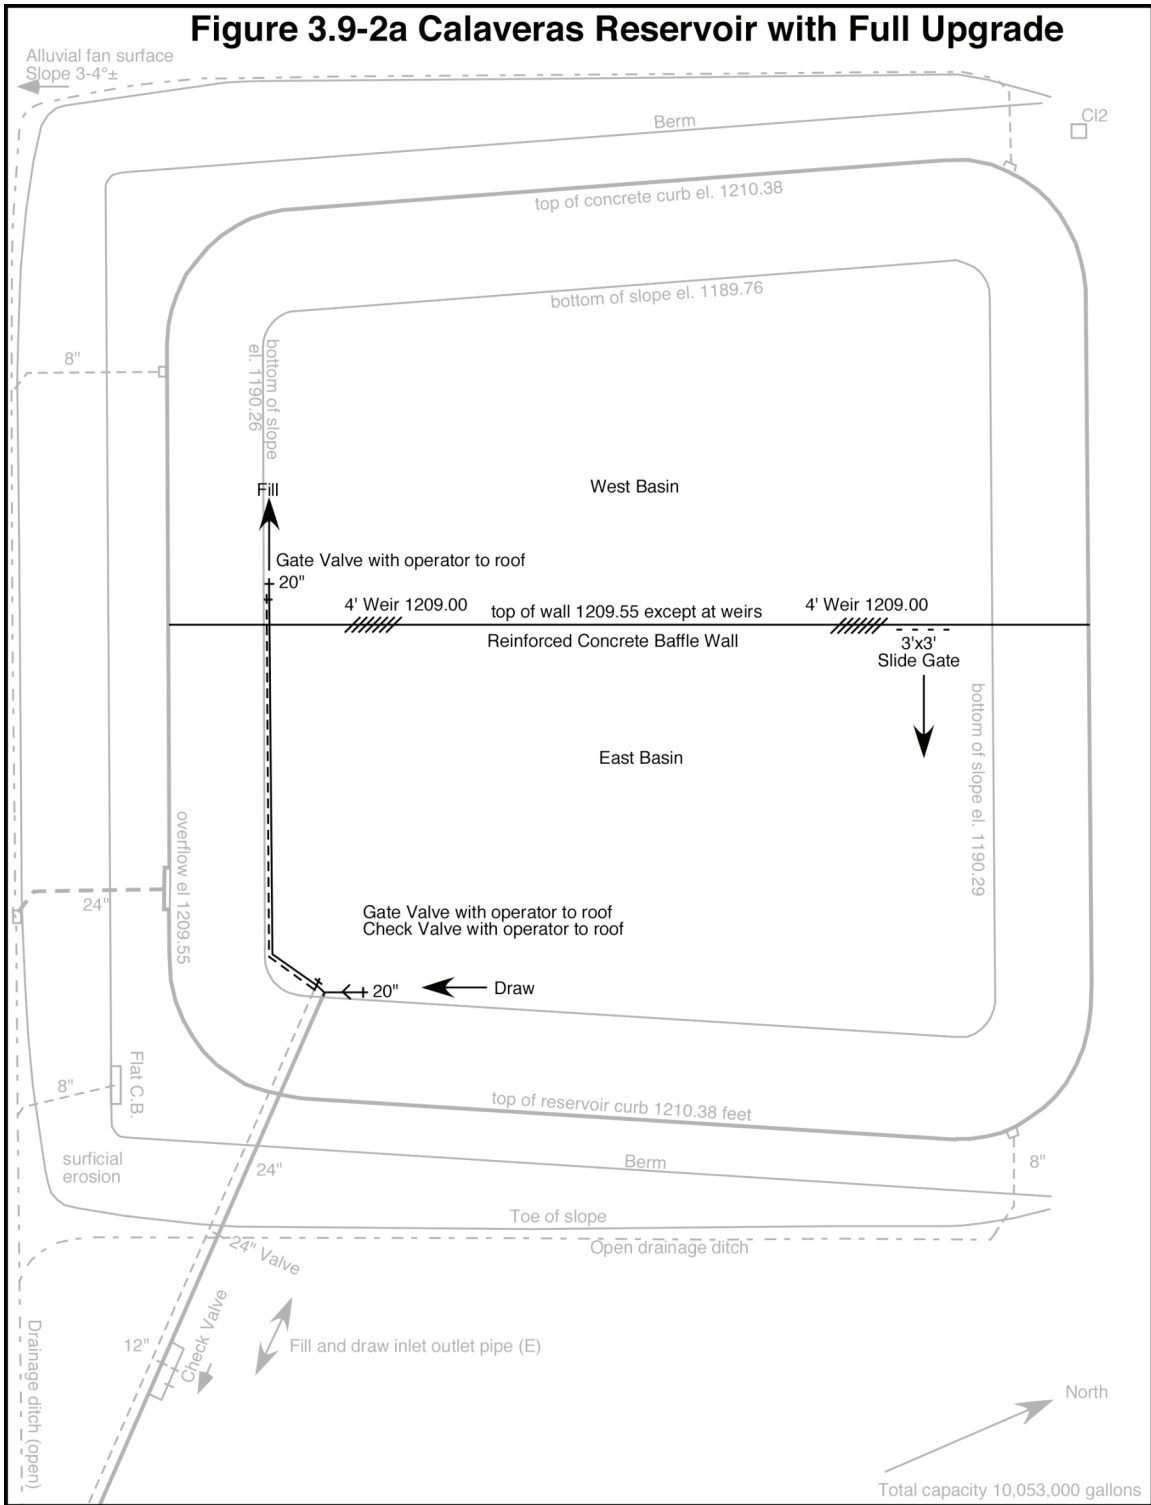 Figure 3.9-2a Calaveras Reservoir with Full Upgrade
Alluvial fan surface
Slope 3-4°±
Berm
Cl2
top of concrete curb el. 1210.38
bottom of slope el. 1189.76
8"
bottom of slope
el. 1190.26
Fill
West Basin
Gate Valve with operator to roof
20"
4' Weir 1209.00
top of wall 1209.55 except at weirs
4' Weir 1209.00
Reinforced Concrete Baffle Wall
3'x3'
Slide Gate
East Basin
bottom of slope el. 1190.29
overflow el 1209.55
24"
Gate Valve with operator to roof
Check Valve with operator to roof
20"
Draw
Flat C.B.
8"
top of reservoir curb 1210.38 feet
surficial
erosion
24"
Berm
8"
Toe of slope
Open drainage ditch
24" Valve
Check Valve
12"
Fill and draw inlet outlet pipe (E)
Drainage ditch (open)
North
Total capacity 10,053,000 gallons